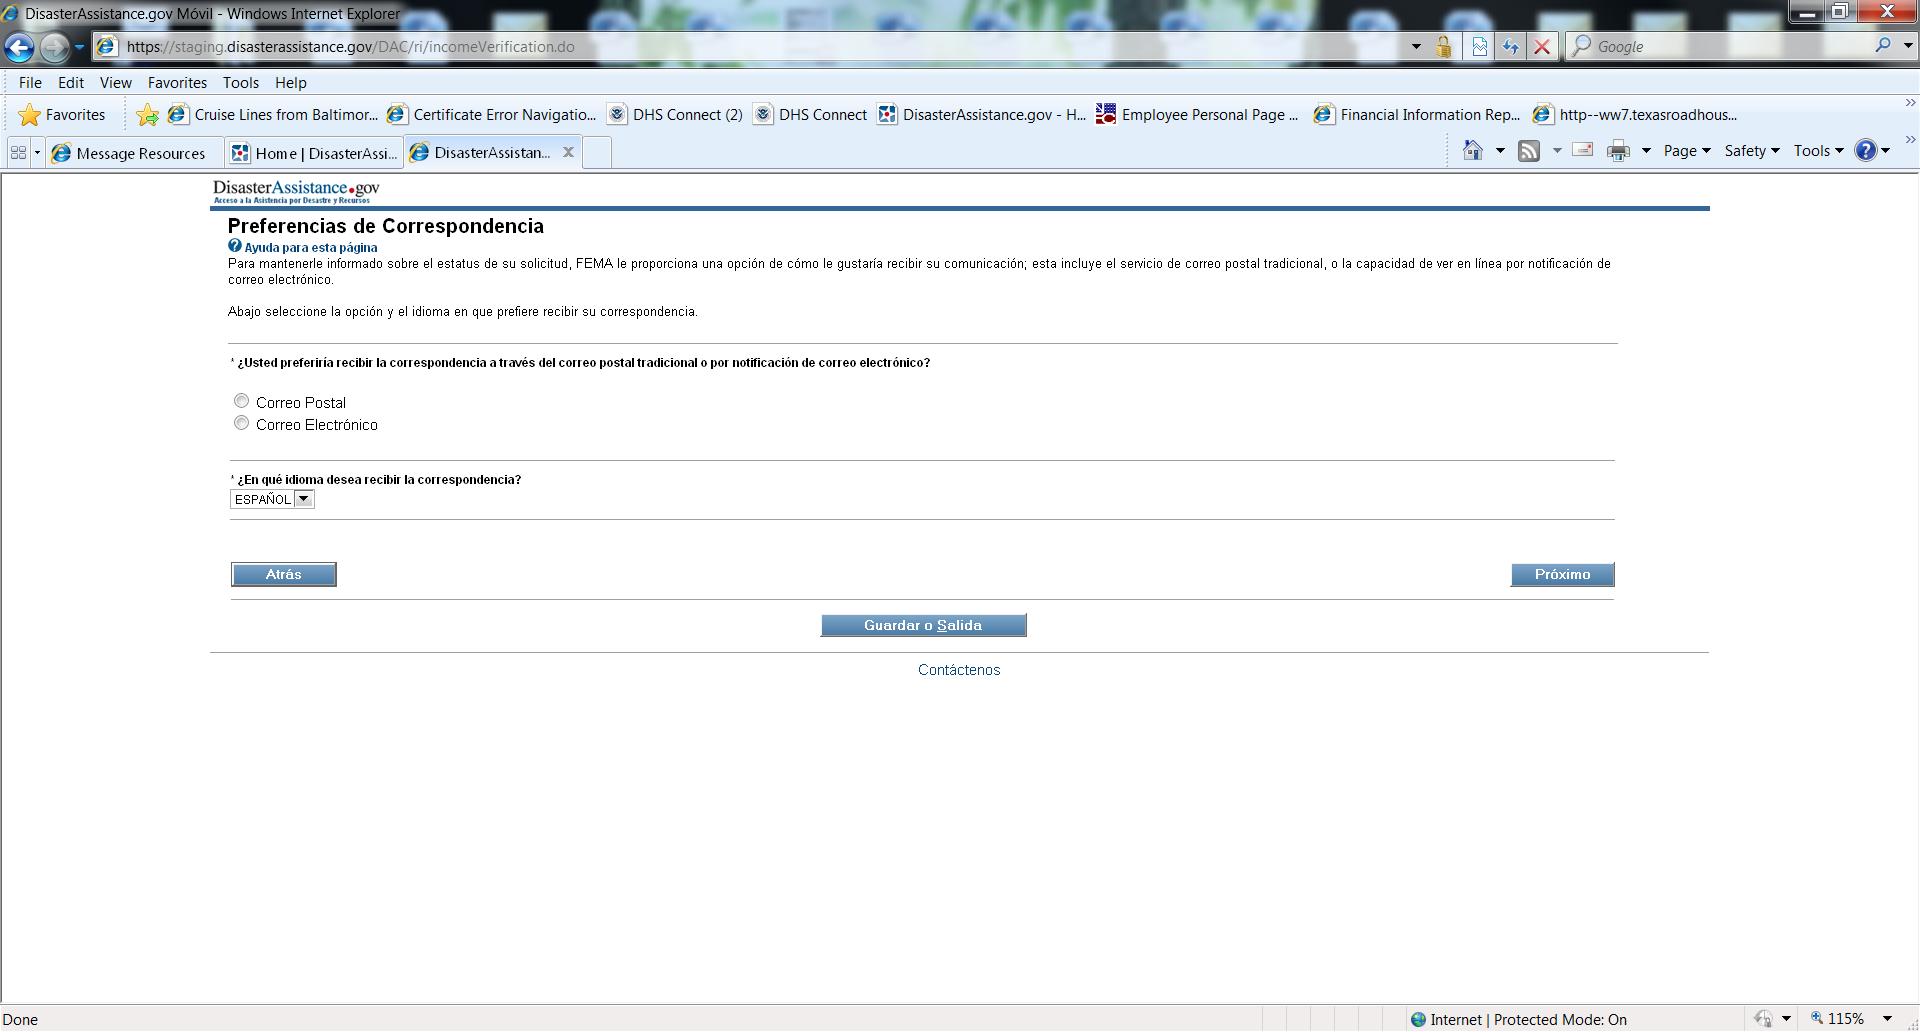 DisasterAssistance.gov Móvil - Windows Internet Explorer
https://staging.disasterassistance.gov/DAC/ri/incomeVerification.do
Google
File Edit View Favorites Tools Help
Favorites Cruise Lines from Baltimor... Certificate Error Navigatio... DHS Connect (2) DHS Connect DisasterAssistance.gov - H... Employee Personal Page ... Financial Information Rep... http--ww7.texasroadhous...
Message Resources Home | DisasterAssi... DisasterAssistan... Page Safety Tools
DisasterAssistance.gov
Acceso a la Asistencia por Desastre y Recursos
Preferencias de Correspondencia
Ayuda para esta página
Para mantenerle informado sobre el estatus de su solicitud, FEMA le proporciona una opción de cómo le gustaría recibir su comunicación; esta incluye el servicio de correo postal tradicional, o la capacidad de ver en línea por notificación de
correo electrónico.
Abajo seleccione la opción y el idioma en que prefiere recibir su correspondencia.
* ¿Usted preferiría recibir la correspondencia a través del correo postal tradicional o por notificación de correo electrónico?
Correo Postal
Correo Electrónico
* ¿En qué idioma desea recibir la correspondencia?
ESPAÑOL
Atrás Próximo
Guardar o Salida
Contáctenos
Done Internet | Protected Mode: On 115%